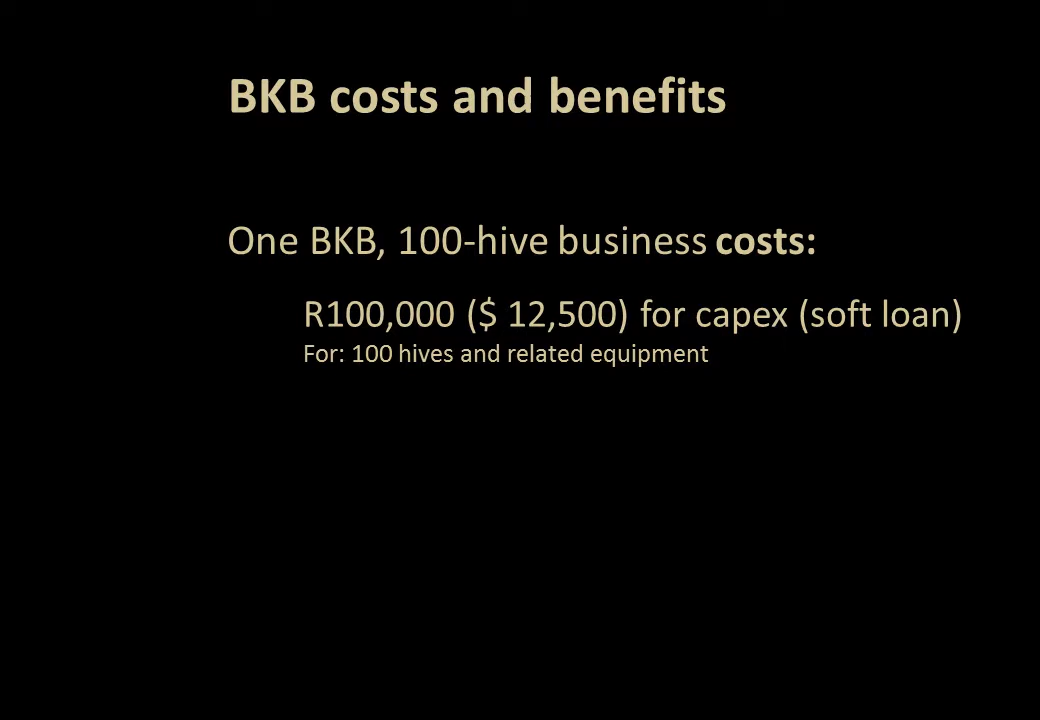 BKB costs and benefits
One BKB, 100-hive business costs:
R100,000 ($ 12,500) for capex (soft loan)
For: 100 hives and related equipment